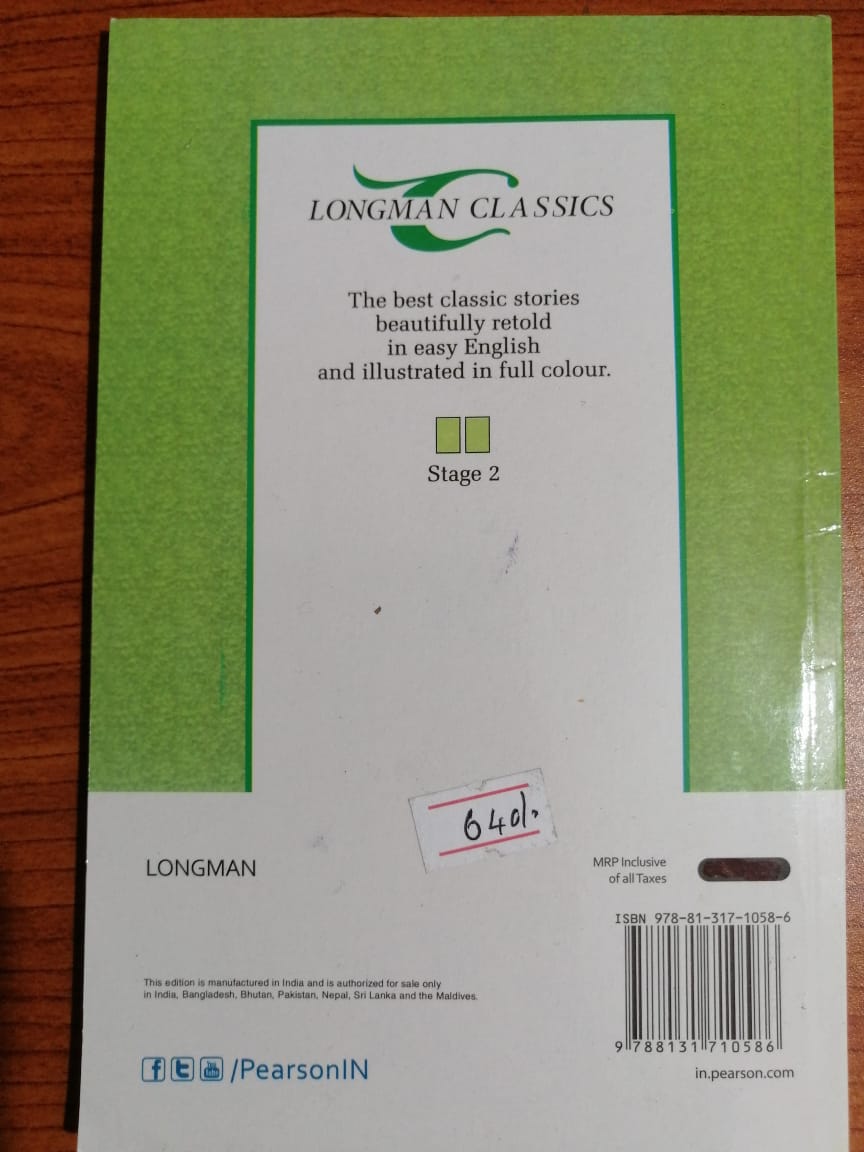 LONGMAN CLASSICS
The best classic stories
beautifully retold
in easy English
and illustrated in full colour.
Stage 2
640/-
LONGMAN
MRP Inclusive
of all Taxes
ISBN 978-81-317-1058-6
9 788131 710586
This edition is manufactured in India and is authorized for sale only
in India, Bangladesh, Bhutan, Pakistan, Nepal, Sri Lanka and the Maldives.
f t You Tube /PearsonIN
in.pearson.com